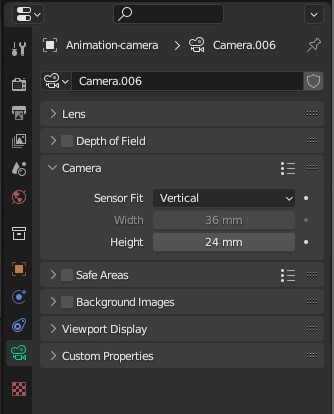 Animation-camera > Camera.006
Camera.006
Lens
Depth of Field
Camera
Sensor Fit Vertical
Width 36 mm
Height 24 mm
Safe Areas
Background Images
Viewport Display
Custom Properties